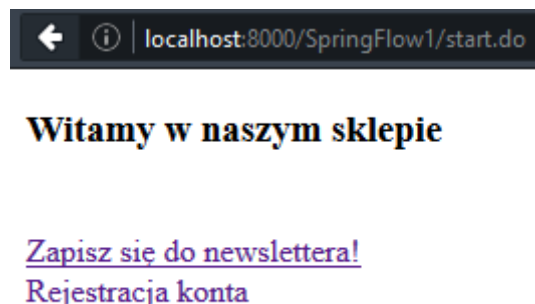 localhost:8000/SpringFlow1/start.do
Witamy w naszym sklepie
Zapisz się do newslettera!
Rejestracja konta